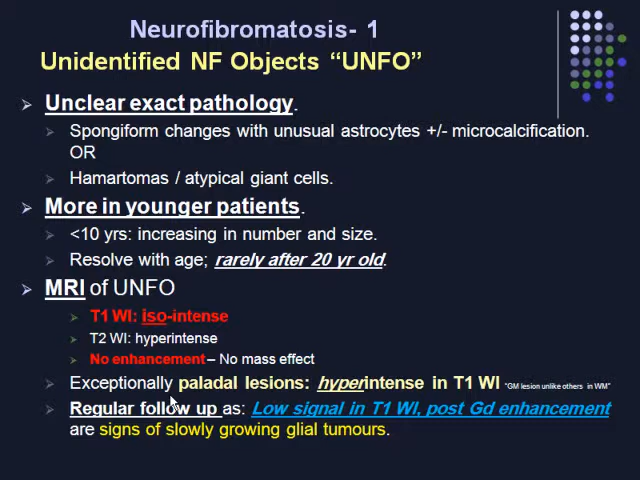 Neurofibromatosis- 1
Unidentified NF Objects “UNFO”
Unclear exact pathology.
Spongiform changes with unusual astrocytes +/- microcalcification.
OR
Hamartomas / atypical giant cells.
More in younger patients.
<10 yrs: increasing in number and size.
Resolve with age; rarely after 20 yr old.
MRI of UNFO
T1 WI: iso-intense
T2 WI: hyperintense
No enhancement – No mass effect
Exceptionally paladal lesions: hyperintense in T1 WI "GM lesion unlike others in WM"
Regular follow up as: Low signal in T1 WI, post Gd enhancement
are signs of slowly growing glial tumours.